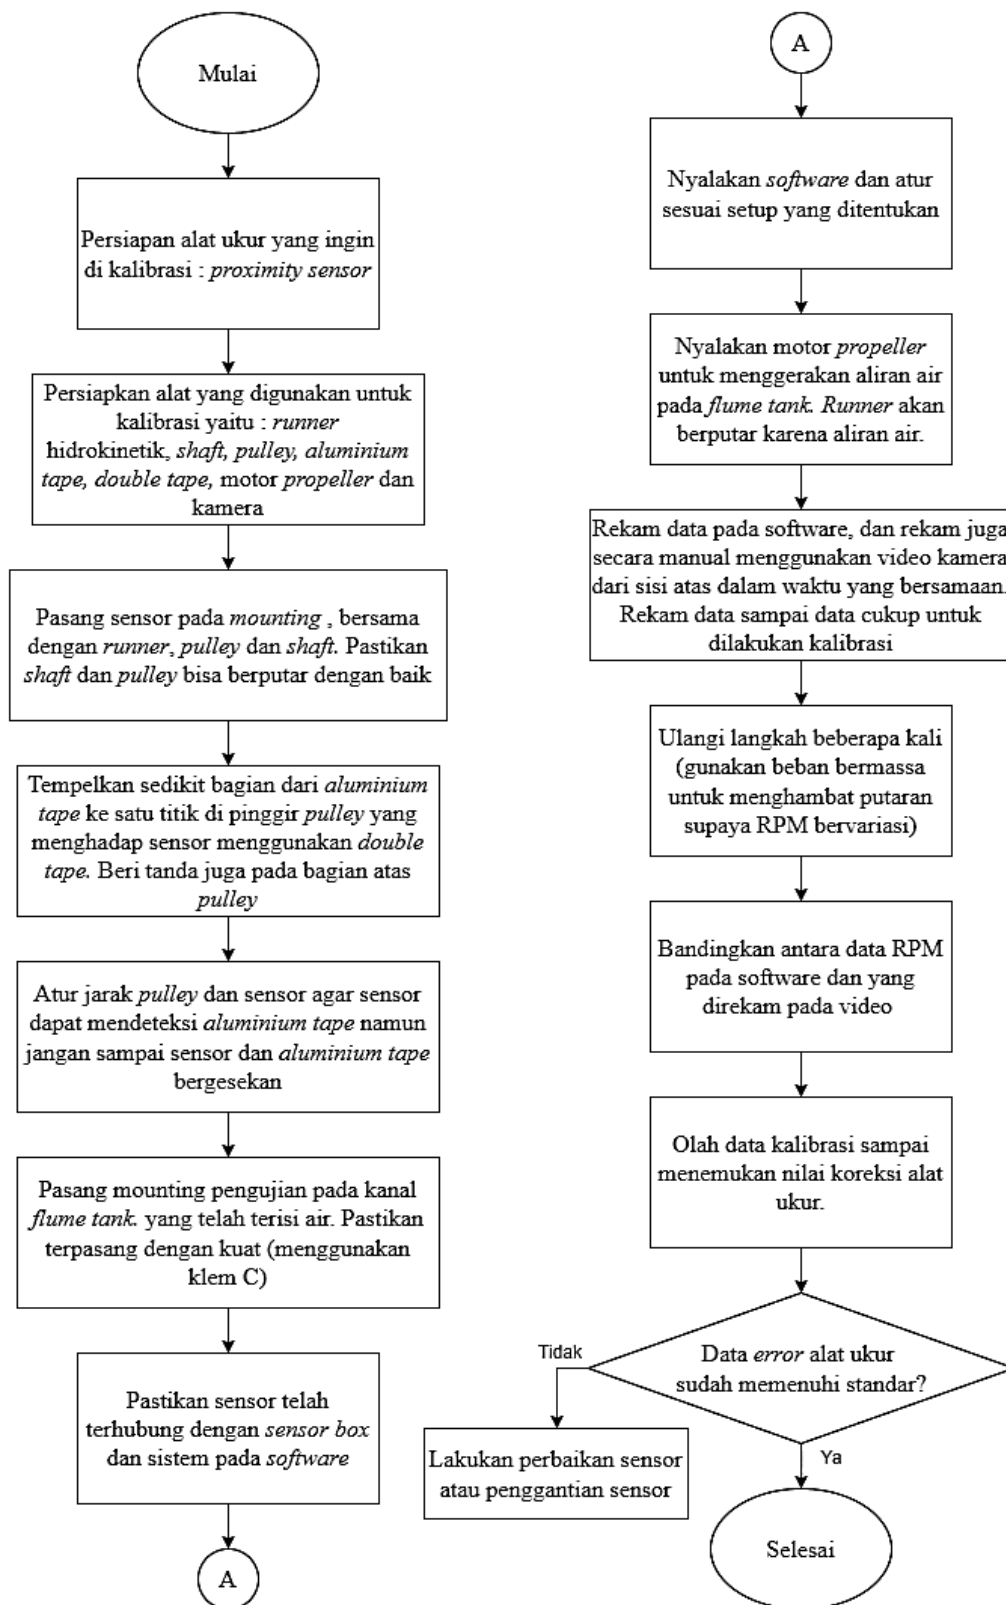 Mulai
Persiapan alat ukur yang ingin
di kalibrasi : proximity sensor
Persiapkan alat yang digunakan untuk
kalibrasi yaitu : runner
hidrokinetik, shaft, pulley, aluminium
tape, double tape, motor propeller dan
kamera
Pasang sensor pada mounting , bersama
dengan runner, pulley dan shaft. Pastikan
shaft dan pulley bisa berputar dengan baik
Tempelkan sedikit bagian dari aluminium
tape ke satu titik di pinggir pulley yang
menghadap sensor menggunakan double
tape. Beri tanda juga pada bagian atas
pulley
Atur jarak pulley dan sensor agar sensor
dapat mendeteksi aluminium tape namun
jangan sampai sensor dan aluminium tape
bergesekan
Pasang mounting pengujian pada kanal
flume tank. yang telah terisi air. Pastikan
terpasang dengan kuat (menggunakan
klem C)
Pastikan sensor telah
terhubung dengan sensor box
dan sistem pada software
A
A
Nyalakan software dan atur
sesuai setup yang ditentukan
Nyalakan motor propeller
untuk menggerakan aliran air
pada flume tank. Runner akan
berputar karena aliran air.
Rekam data pada software, dan rekam juga
secara manual menggunakan video kamera
dari sisi atas dalam waktu yang bersamaan.
Rekam data sampai data cukup untuk
dilakukan kalibrasi
Ulangi langkah beberapa kali
(gunakan beban bermassa
untuk menghambat putaran
supaya RPM bervariasi)
Bandingkan antara data RPM
pada software dan yang
direkam pada video
Olah data kalibrasi sampai
menemukan nilai koreksi alat
ukur.
Data error alat ukur
sudah memenuhi standar?
Tidak
Lakukan perbaikan sensor
atau penggantian sensor
Ya
Selesai